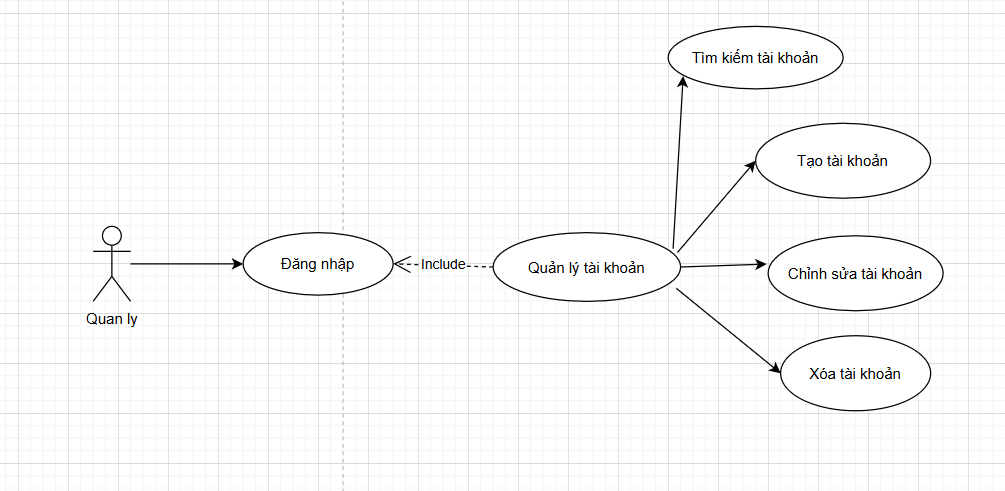 Tìm kiếm tài khoản
Tạo tài khoản
Đăng nhập
Include
Quản lý tài khoản
Chỉnh sửa tài khoản
Quan ly
Xóa tài khoản